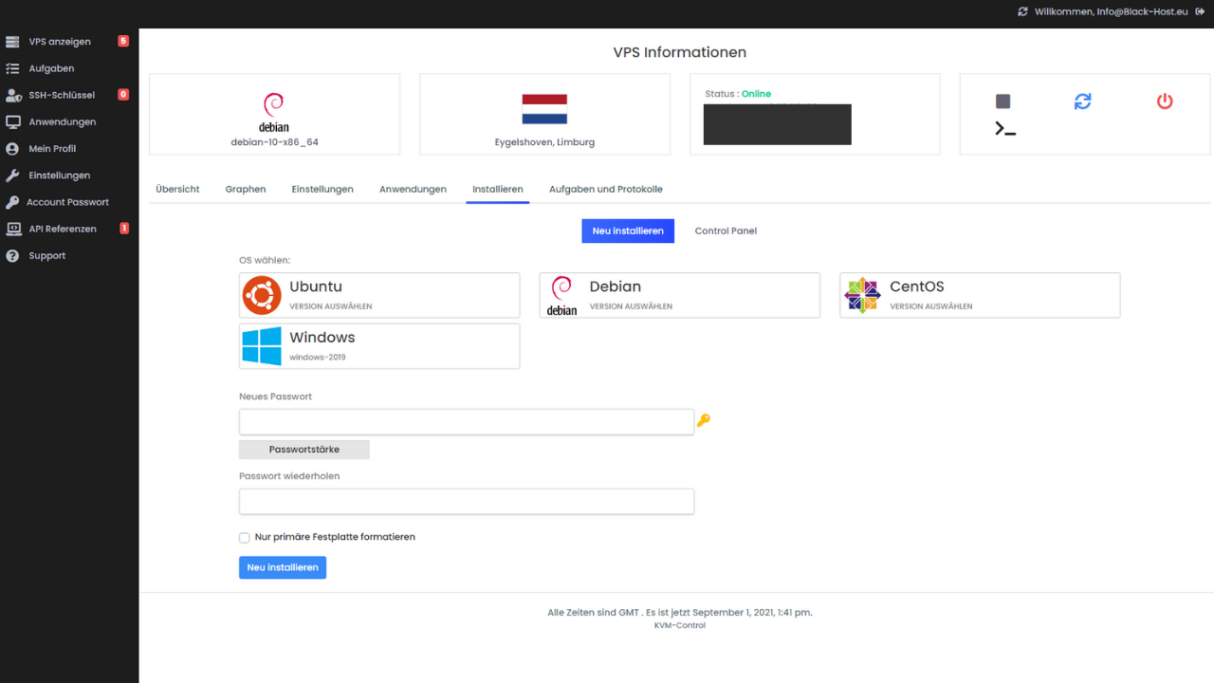 Willkommen, Info@Black-Host.eu
VPS anzeigen 5
Aufgaben
SSH-Schlüssel 0
Anwendungen
Mein Profil
Einstellungen
Account Passwort
API Referenzen 1
Support
VPS Informationen
debian
debian-10-x86_64
Eygelshoven, Limburg
Status : Online
Übersicht Graphen Einstellungen Anwendungen Installieren Aufgaben und Protokolle
Neu installieren Control Panel
OS wählen:
Ubuntu
VERSION AUSWÄHLEN
debian
Debian
VERSION AUSWÄHLEN
CentOS
VERSION AUSWÄHLEN
Windows
windows-2019
Neues Passwort
Passwortstärke
Passwort wiederholen
Nur primäre Festplatte formatieren
Neu installieren
Alle Zeiten sind GMT . Es ist jetzt September 1, 2021, 1:41 pm.
KVM-Control